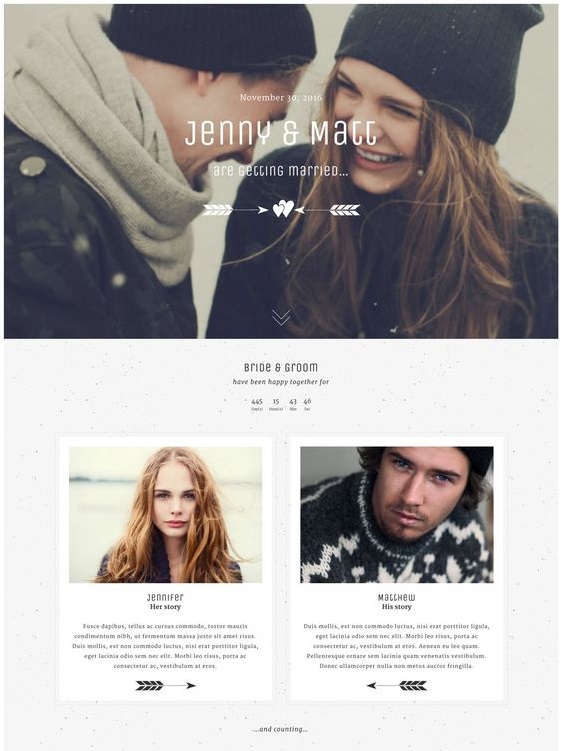 November 30, 2016
Jenny & Matt
are getting married...
Bride & Groom
have been happy together for
445 15 43 46
Day(s) Hour(s) Min Sec
Jennifer
Her story
Fusce dapibus, tellus ac cursus commodo, tortor mauris
condimentum nibh, ut fermentum massa justo sit amet risus.
Duis mollis, est non commodo luctus, nisi erat porttitor ligula,
eget lacinia odio sem nec elit. Morbi leo risus, porta ac
consectetur ac, vestibulum at eros.
Matthew
His story
Duis mollis, est non commodo luctus, nisi erat porttitor ligula,
eget lacinia odio sem nec elit. Morbi leo risus, porta ac
consectetur ac, vestibulum at eros. Aenean eu leo quam.
Pellentesque ornare sem lacinia quam venenatis vestibulum.
Donec ullamcorper nulla non metus auctor fringilla.
...and counting...